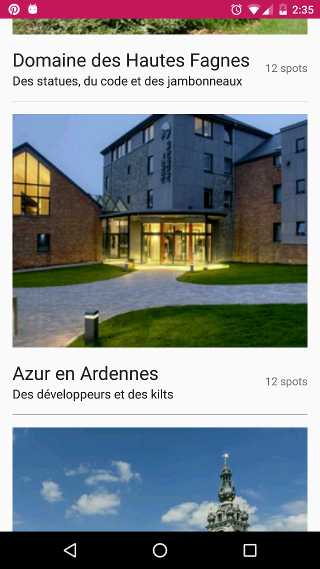 2:35
Domaine des Hautes Fagnes
12 spots
Des statues, du code et des jambonneaux
Azur en Ardennes
12 spots
Des développeurs et des kilts